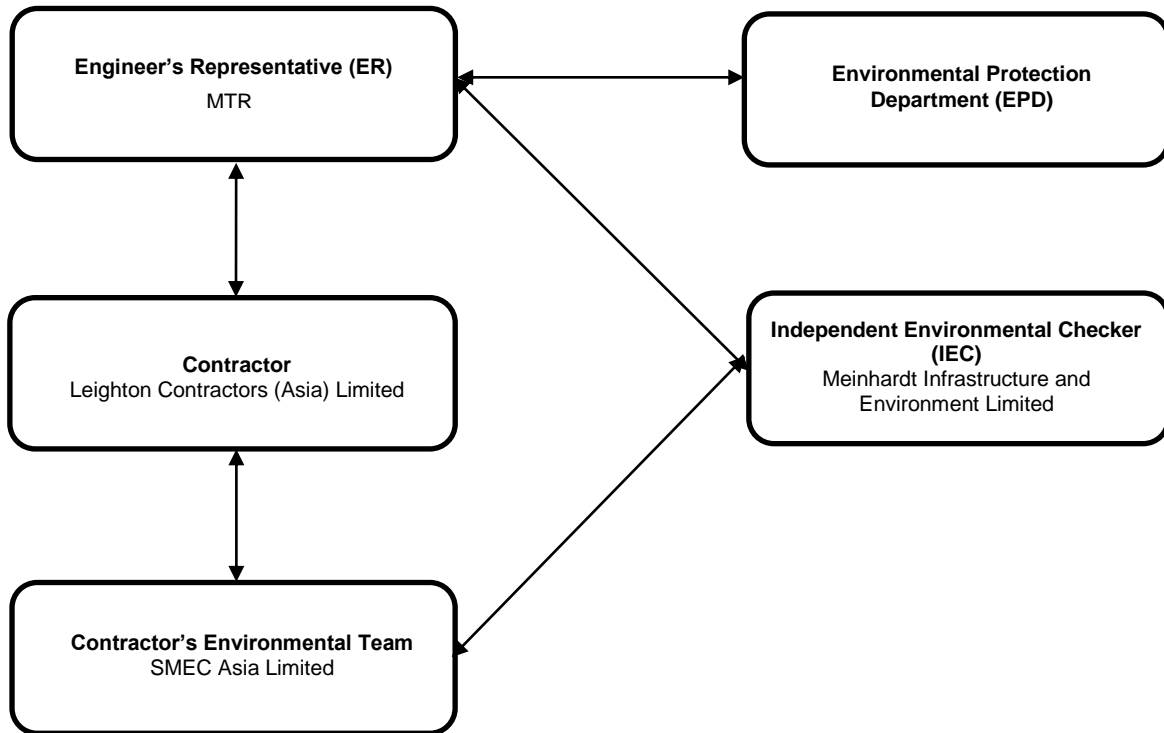 Engineer’s Representative (ER)
MTR
Environmental Protection
Department (EPD)
Contractor
Leighton Contractors (Asia) Limited
Independent Environmental Checker
(IEC)
Meinhardt Infrastructure and
Environment Limited
Contractor’s Environmental Team
SMEC Asia Limited